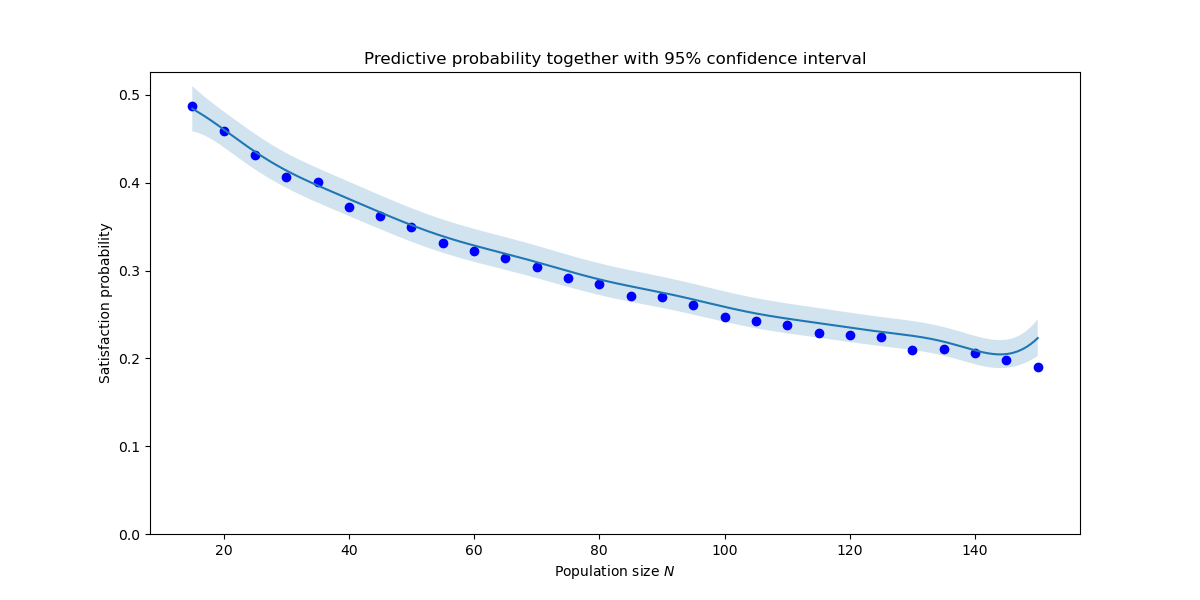 Predictive probability together with 95% confidence interval
Satisfaction probability
0.5
0.4
0.3
0.2
0.1
0.0
20 40 60 80 100 120 140
Population size N